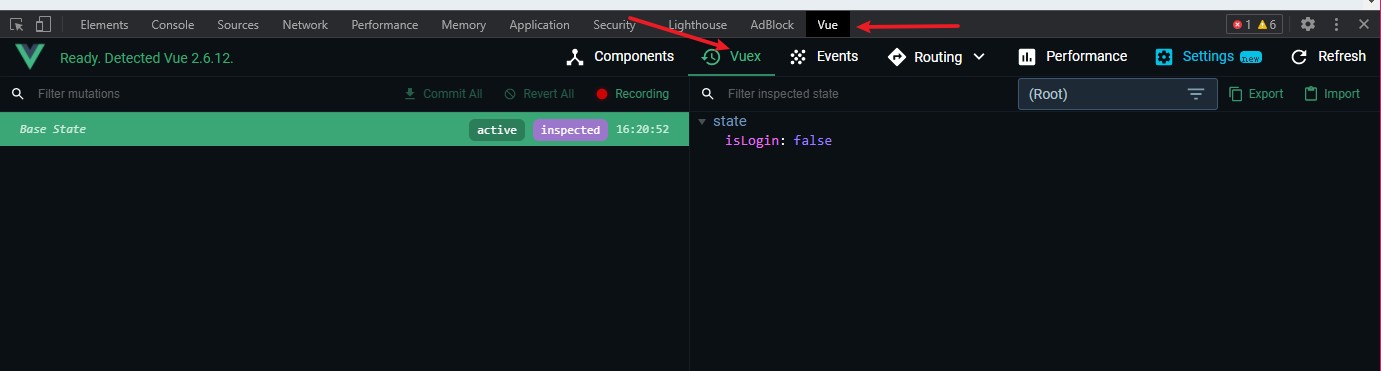 Elements Console Sources Network Performance Memory Application Security Lighthouse AdBlock Vue 1 6
Ready. Detected Vue 2.6.12. Components Vuex Events Routing Performance Settings new Refresh
Filter mutations Commit All Revert All Recording Filter inspected state (Root) Export Import
Base State active inspected 16:20:52
state
isLogin: false